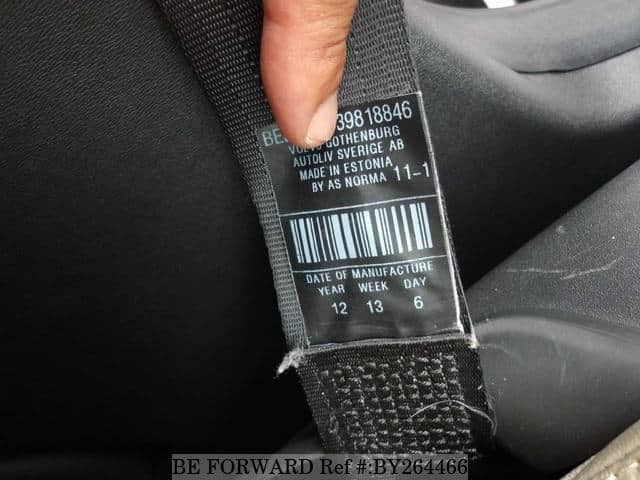 39818846
GOTHENBURG
AUTOLIV SVERIGE AB
MADE IN ESTONIA
BY AS NORMA 11-1
DATE OF MANUFACTURE
YEAR WEEK DAY
12 13 6
BE FORWARD Ref #:BY264466